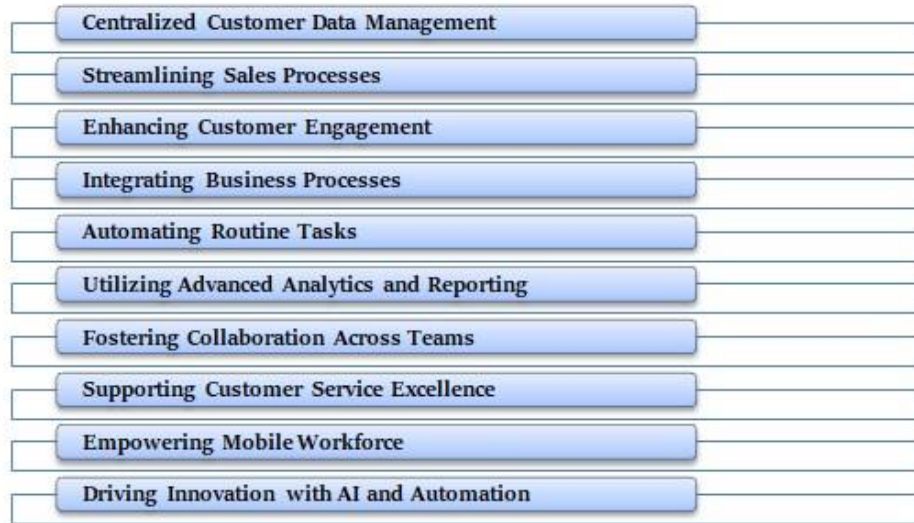 Centralized Customer Data Management
Streamlining Sales Processes
Enhancing Customer Engagement
Integrating Business Processes
Automating Routine Tasks
Utilizing Advanced Analytics and Reporting
Fostering Collaboration Across Teams
Supporting Customer Service Excellence
Empowering Mobile Workforce
Driving Innovation with AI and Automation